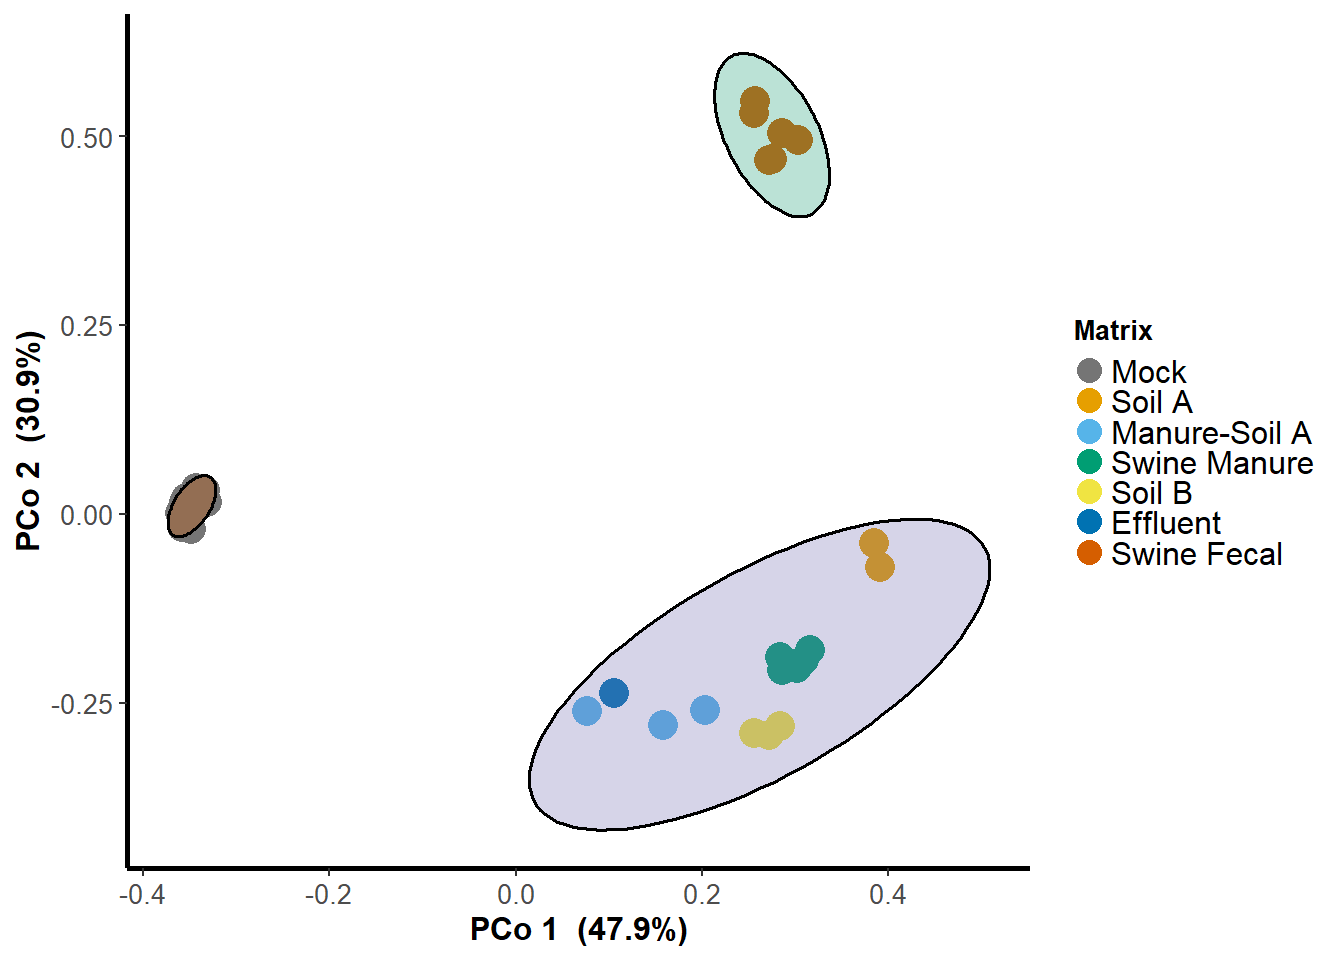 0.50
0.25
0.00
-0.25
PCo 2  (30.9%)
-0.4
-0.2
0.0
0.2
0.4
PCo 1  (47.9%)
Matrix
Mock
Soil A
Manure-Soil A
Swine Manure
Soil B
Effluent
Swine Fecal